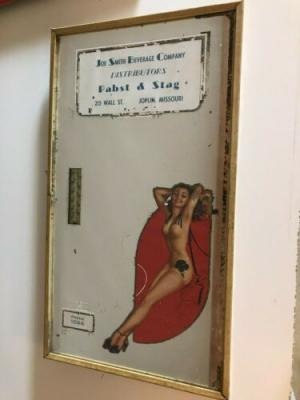 JOE SMITH BEVERAGE COMPANY
DISTRIBUTORS
Pabst & Stag
20 WALL ST. JOPLIN, MISSOURI